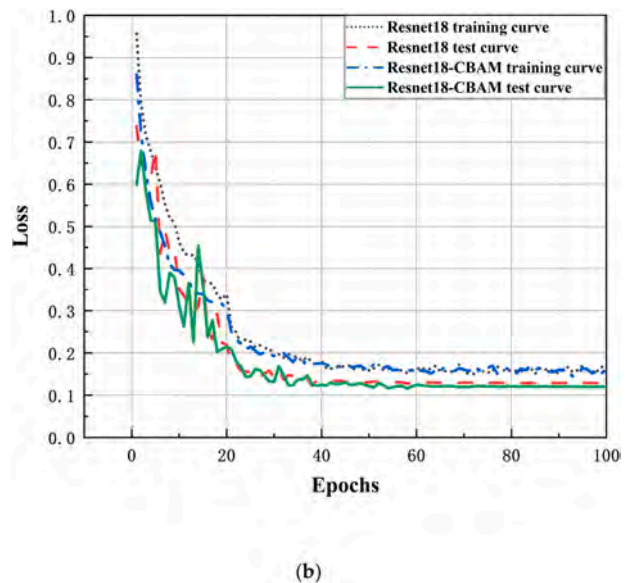 1. 0
Resnet18 training curve
0. 9
Resnet18 test curve
Resnet18-CBAM training curve
0. 8
Resnet18-CBAM test curve
0. 7
0. 6
0. 5
0. 4
0. 3
0. 2
0. 1
0. 0
Loss
0 20 40 60 80 100
Epochs
(b)